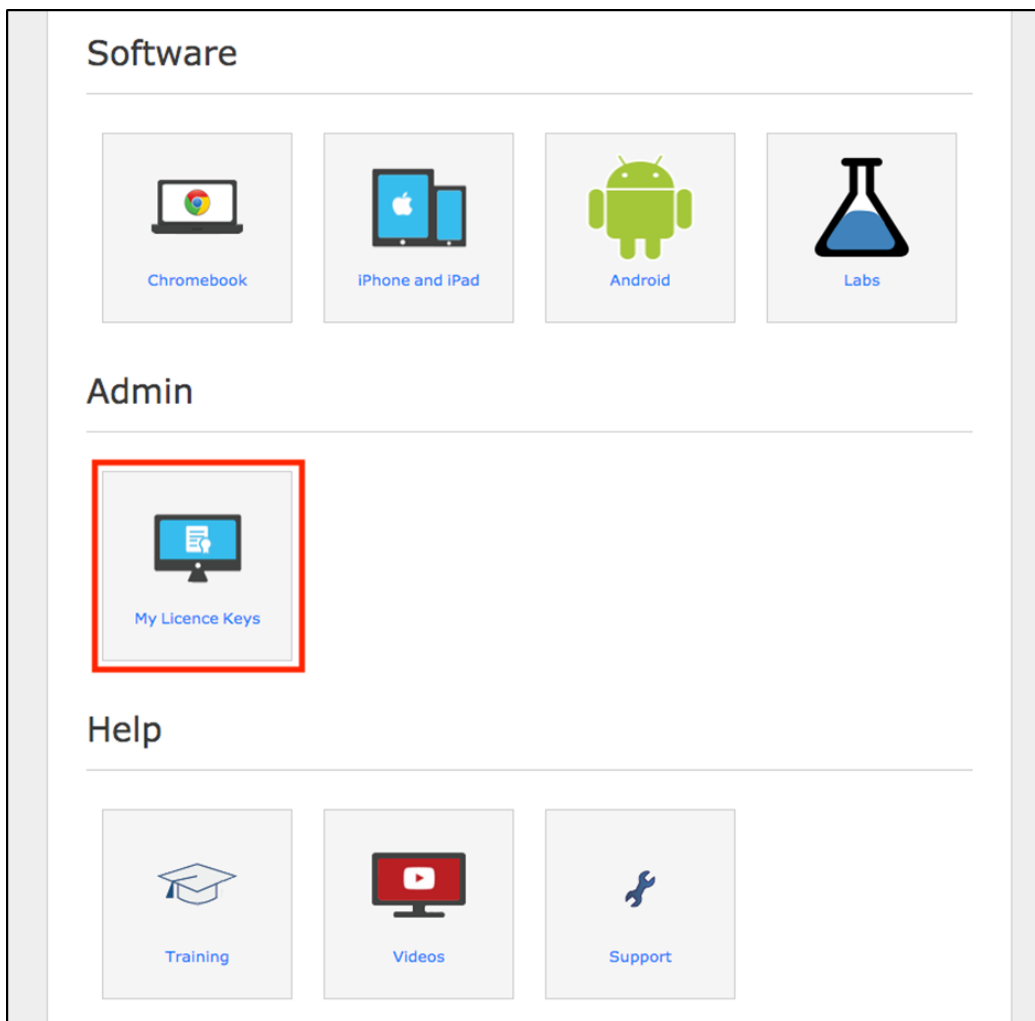 Software
Chromebook
iPhone and iPad
Android
Labs
Admin
My Licence Keys
Help
Training
Videos
Support